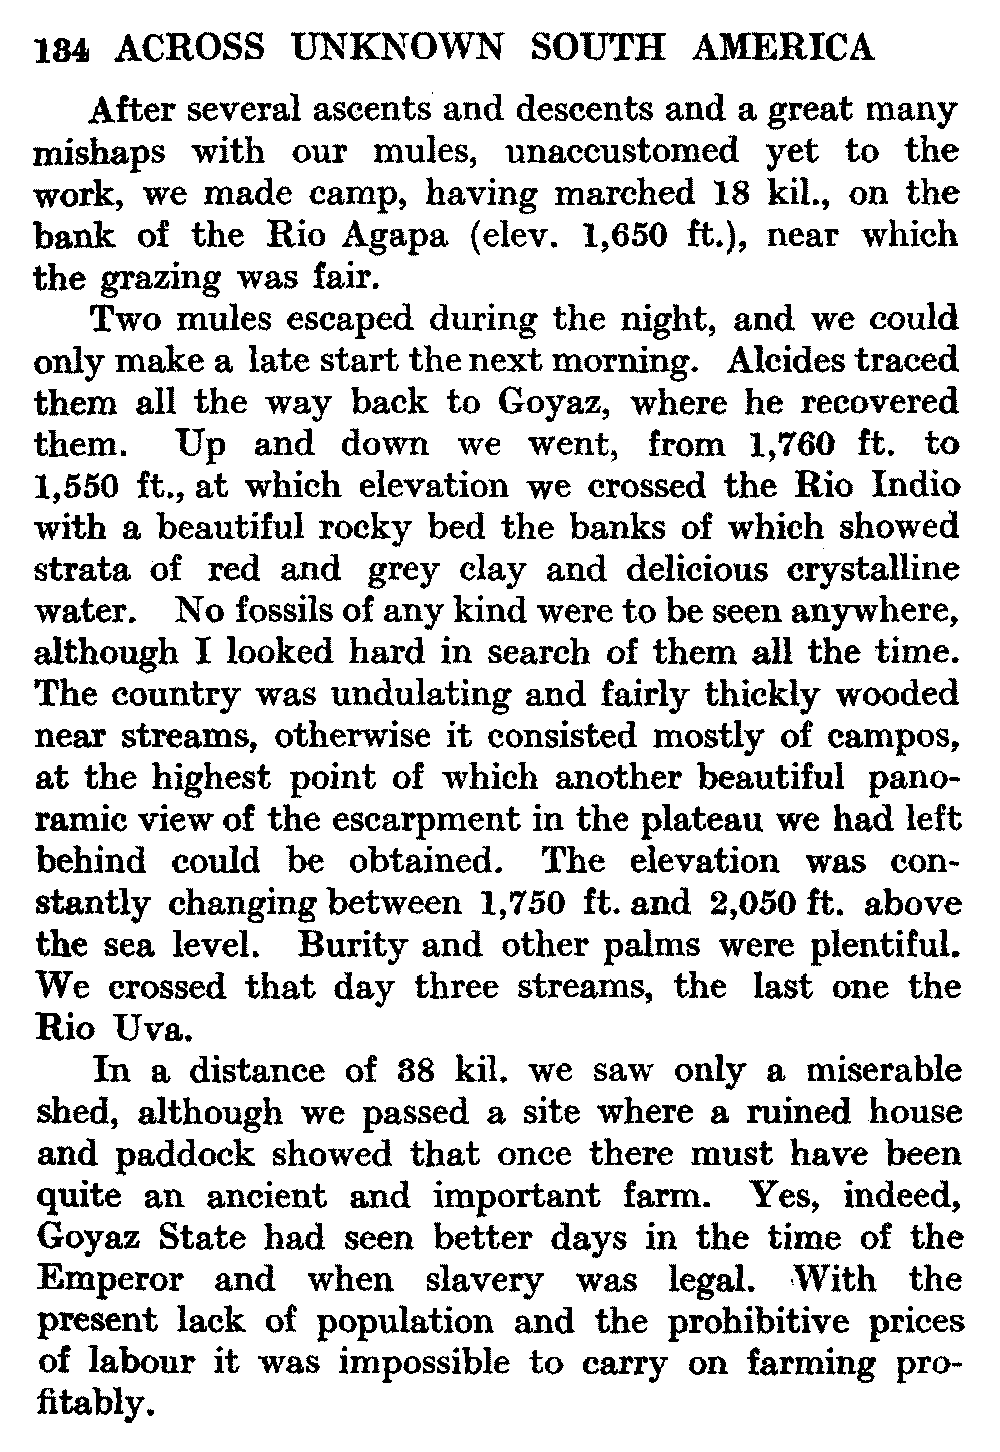 184 ACROSS UNKNOWN SOUTH AMERICA
After several ascents and descents and a great many
mishaps with our mules, unaccustomed yet to the
work, we made camp, having marched 18 kil., on the
bank of the Rio Agapa (elev. 1,650 ft.), near which
the grazing was fair.
Two mules escaped during the night, and we could
only make a late start the next morning. Alcides traced
them all the way back to Goyaz, where he recovered
them. Up and down we went, from 1,760 ft. to
1,550 ft., at which elevation we crossed the Rio Indio
with a beautiful rocky bed the banks of which showed
strata of red and grey clay and delicious crystalline
water. No fossils of any kind were to be seen anywhere,
although I looked hard in search of them all the time.
The country was undulating and fairly thickly wooded
near streams, otherwise it consisted mostly of campos,
at the highest point of which another beautiful pano-
ramic view of the escarpment in the plateau we had left
behind could be obtained. The elevation was con-
stantly changing between 1,750 ft. and 2,050 ft. above
the sea level. Burity and other palms were plentiful.
We crossed that day three streams, the last one the
Rio Uva.
In a distance of 38 kil. we saw only a miserable
shed, although we passed a site where a ruined house
and paddock showed that once there must have been
quite an ancient and important farm. Yes, indeed,
Goyaz State had seen better days in the time of the
Emperor and when slavery was legal. With the
present lack of population and the prohibitive prices
of labour it was impossible to carry on farming pro-
fitably.